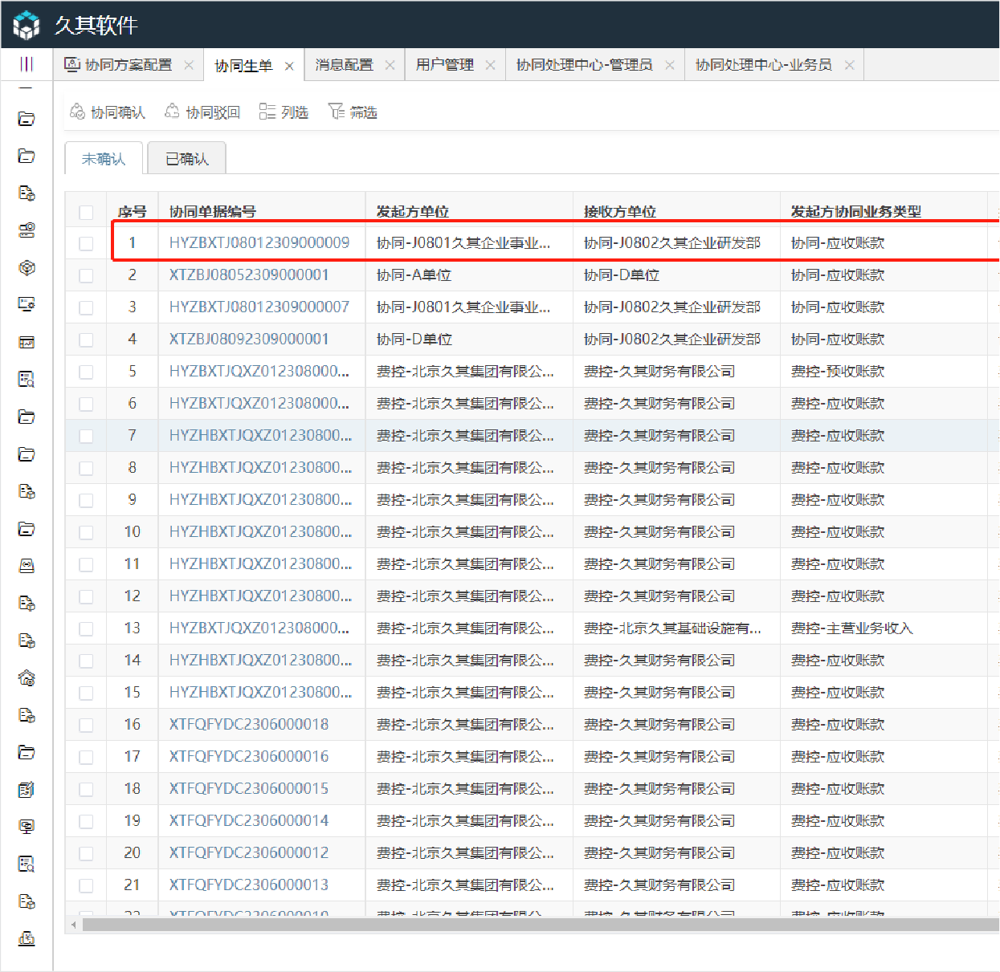 久其软件
协同方案配置 协同生单 消息配置 用户管理 协同处理中心-管理员 协同处理中心-业务员
协同确认 协同驳回 列选 筛选
未确认 已确认
序号 协同单据编号 发起方单位 接收方单位 发起方协同业务类型
1 HYZBXTJ08012309000009 协同-J0801久其企业事业... 协同-J0802久其企业研发部 协同-应收账款
2 XTZBJ08052309000001 协同-A单位 协同-D单位 协同-应收账款
3 HYZBXTJ08012309000007 协同-J0801久其企业事业... 协同-J0802久其企业研发部 协同-应收账款
4 XTZBJ08092309000001 协同-D单位 协同-J0802久其企业研发部 协同-应收账款
5 HYZBXTJQXZ012308000... 费控-北京久其集团有限公... 费控-久其财务有限公司 费控-预收账款
6 HYZBXTJQXZ012308000... 费控-北京久其集团有限公... 费控-久其财务有限公司 费控-应收账款
7 HYZHBXTJQXZ01230800... 费控-北京久其集团有限公... 费控-久其财务有限公司 费控-应收账款
8 HYZHBXTJQXZ01230800... 费控-北京久其集团有限公... 费控-久其财务有限公司 费控-应收账款
9 HYZHBXTJQXZ01230800... 费控-北京久其集团有限公... 费控-久其财务有限公司 费控-应收账款
10 HYZHBXTJQXZ01230800... 费控-北京久其集团有限公... 费控-久其财务有限公司 费控-应收账款
11 HYZHBXTJQXZ01230800... 费控-北京久其集团有限公... 费控-久其财务有限公司 费控-应收账款
12 HYZHBXTJQXZ01230800... 费控-北京久其集团有限公... 费控-久其财务有限公司 费控-应收账款
13 HYZBXTJQXZ012308000... 费控-北京久其集团有限公... 费控-北京久其基础设施有... 费控-主营业务收入
14 HYZHBXTJQXZ01230800... 费控-北京久其集团有限公... 费控-久其财务有限公司 费控-应收账款
15 HYZHBXTJQXZ01230800... 费控-北京久其集团有限公... 费控-久其财务有限公司 费控-应收账款
16 XTFQFYDC2306000018 费控-北京久其集团有限公... 费控-久其财务有限公司 费控-应收账款
17 XTFQFYDC2306000016 费控-北京久其集团有限公... 费控-久其财务有限公司 费控-应收账款
18 XTFQFYDC2306000015 费控-北京久其集团有限公... 费控-久其财务有限公司 费控-应收账款
19 XTFQFYDC2306000014 费控-北京久其集团有限公... 费控-久其财务有限公司 费控-应收账款
20 XTFQFYDC2306000012 费控-北京久其集团有限公... 费控-久其财务有限公司 费控-应收账款
21 XTFQFYDC2306000013 费控-北京久其集团有限公... 费控-久其财务有限公司 费控-应收账款